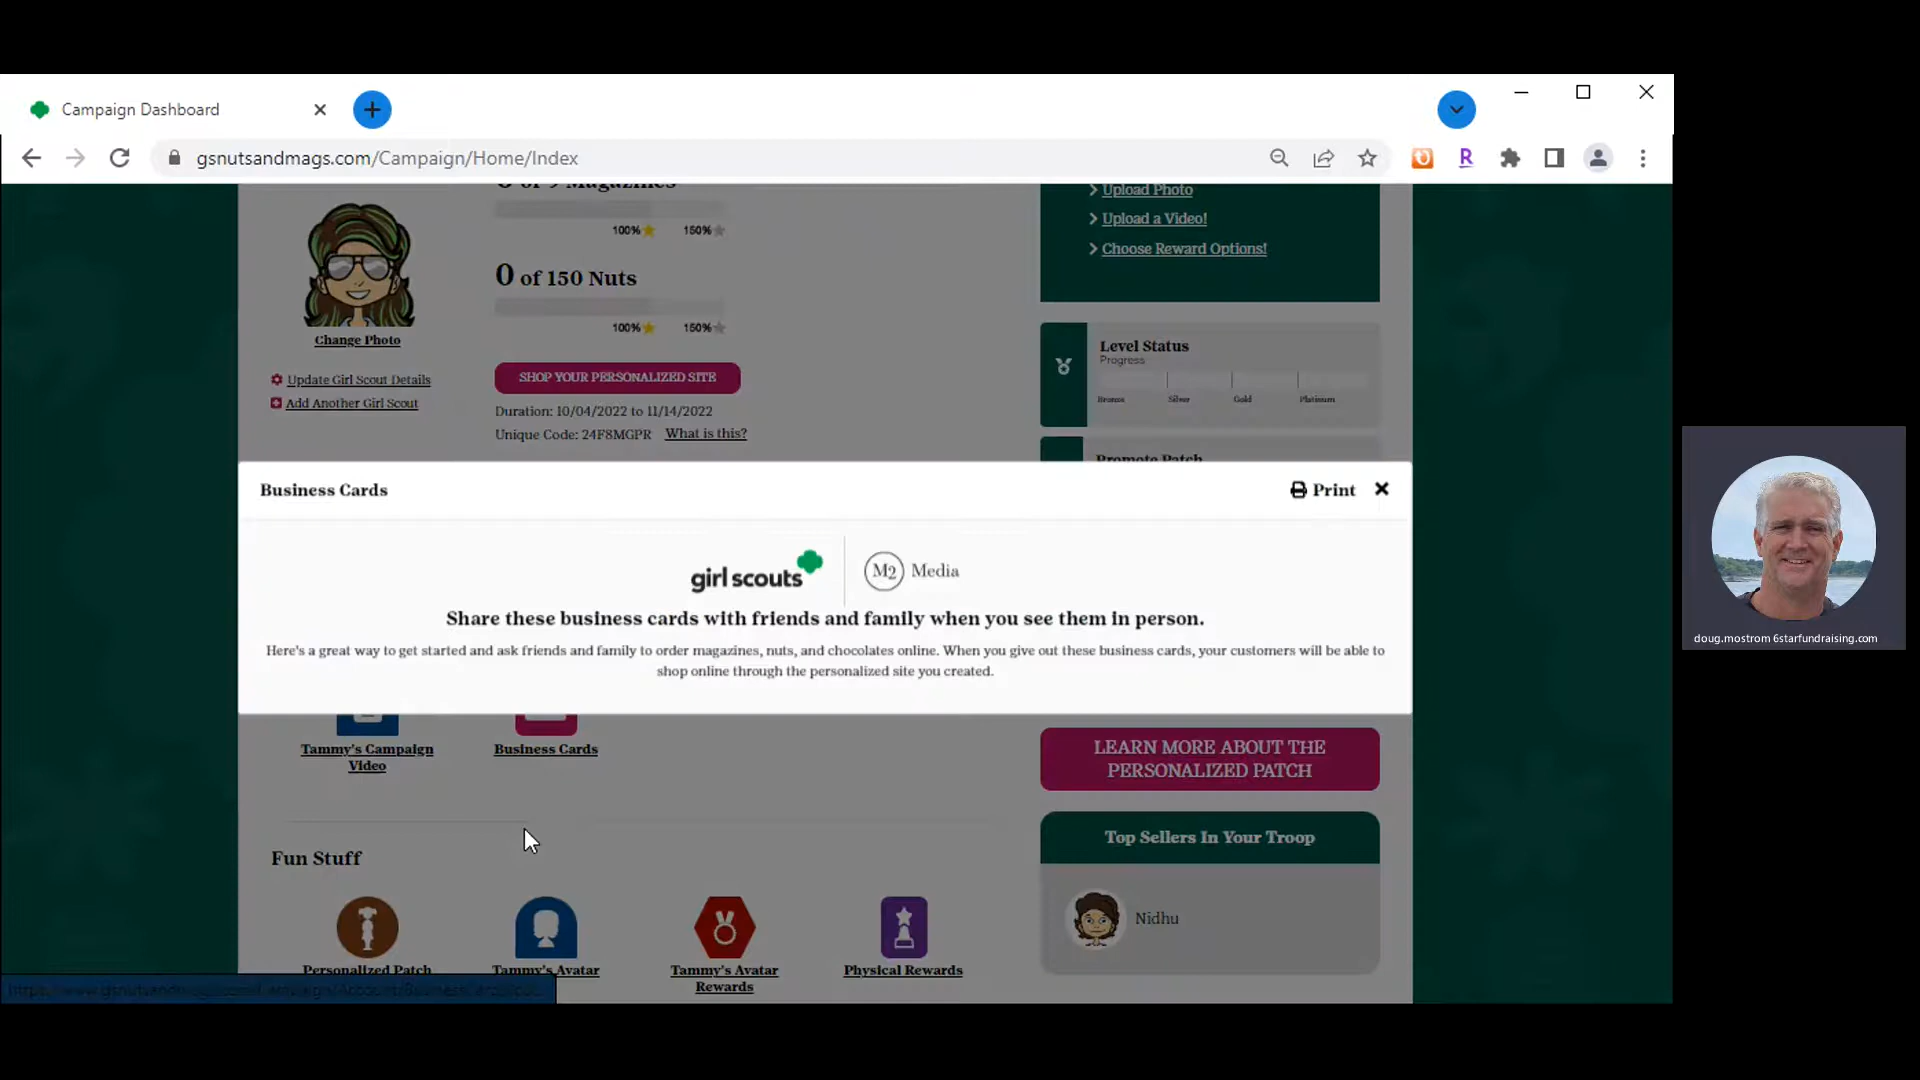 Campaign Dashboard
gsnutsandmags.com/Campaign/Home/Index
of 9 Magazines
100% 150%
0 of 150 Nuts
100% 150%
Change Photo
Update Girl Scout Details
Add Another Girl Scout
SHOP YOUR PERSONALIZED SITE
Duration: 10/04/2022 to 11/14/2022
Unique Code: 24F8MGPR What is this?
Upload Photo
Upload a Video!
Choose Reward Options!
Level Status
Progress
Bronze Silver Gold Platinum
Promote Patch
Business Cards
Print
girl scouts
M2 Media
Share these business cards with friends and family when you see them in person.
Here's a great way to get started and ask friends and family to order magazines, nuts, and chocolates online. When you give out these business cards, your customers will be able to
shop online through the personalized site you created.
Tammy's Campaign
Video
Business Cards
LEARN MORE ABOUT THE
PERSONALIZED PATCH
Top Sellers In Your Troop
Nidhu
Fun Stuff
Personalized Patch
Tammy's Avatar
Tammy's Avatar
Rewards
Physical Rewards
doug.mostrom 6starfundraising.com